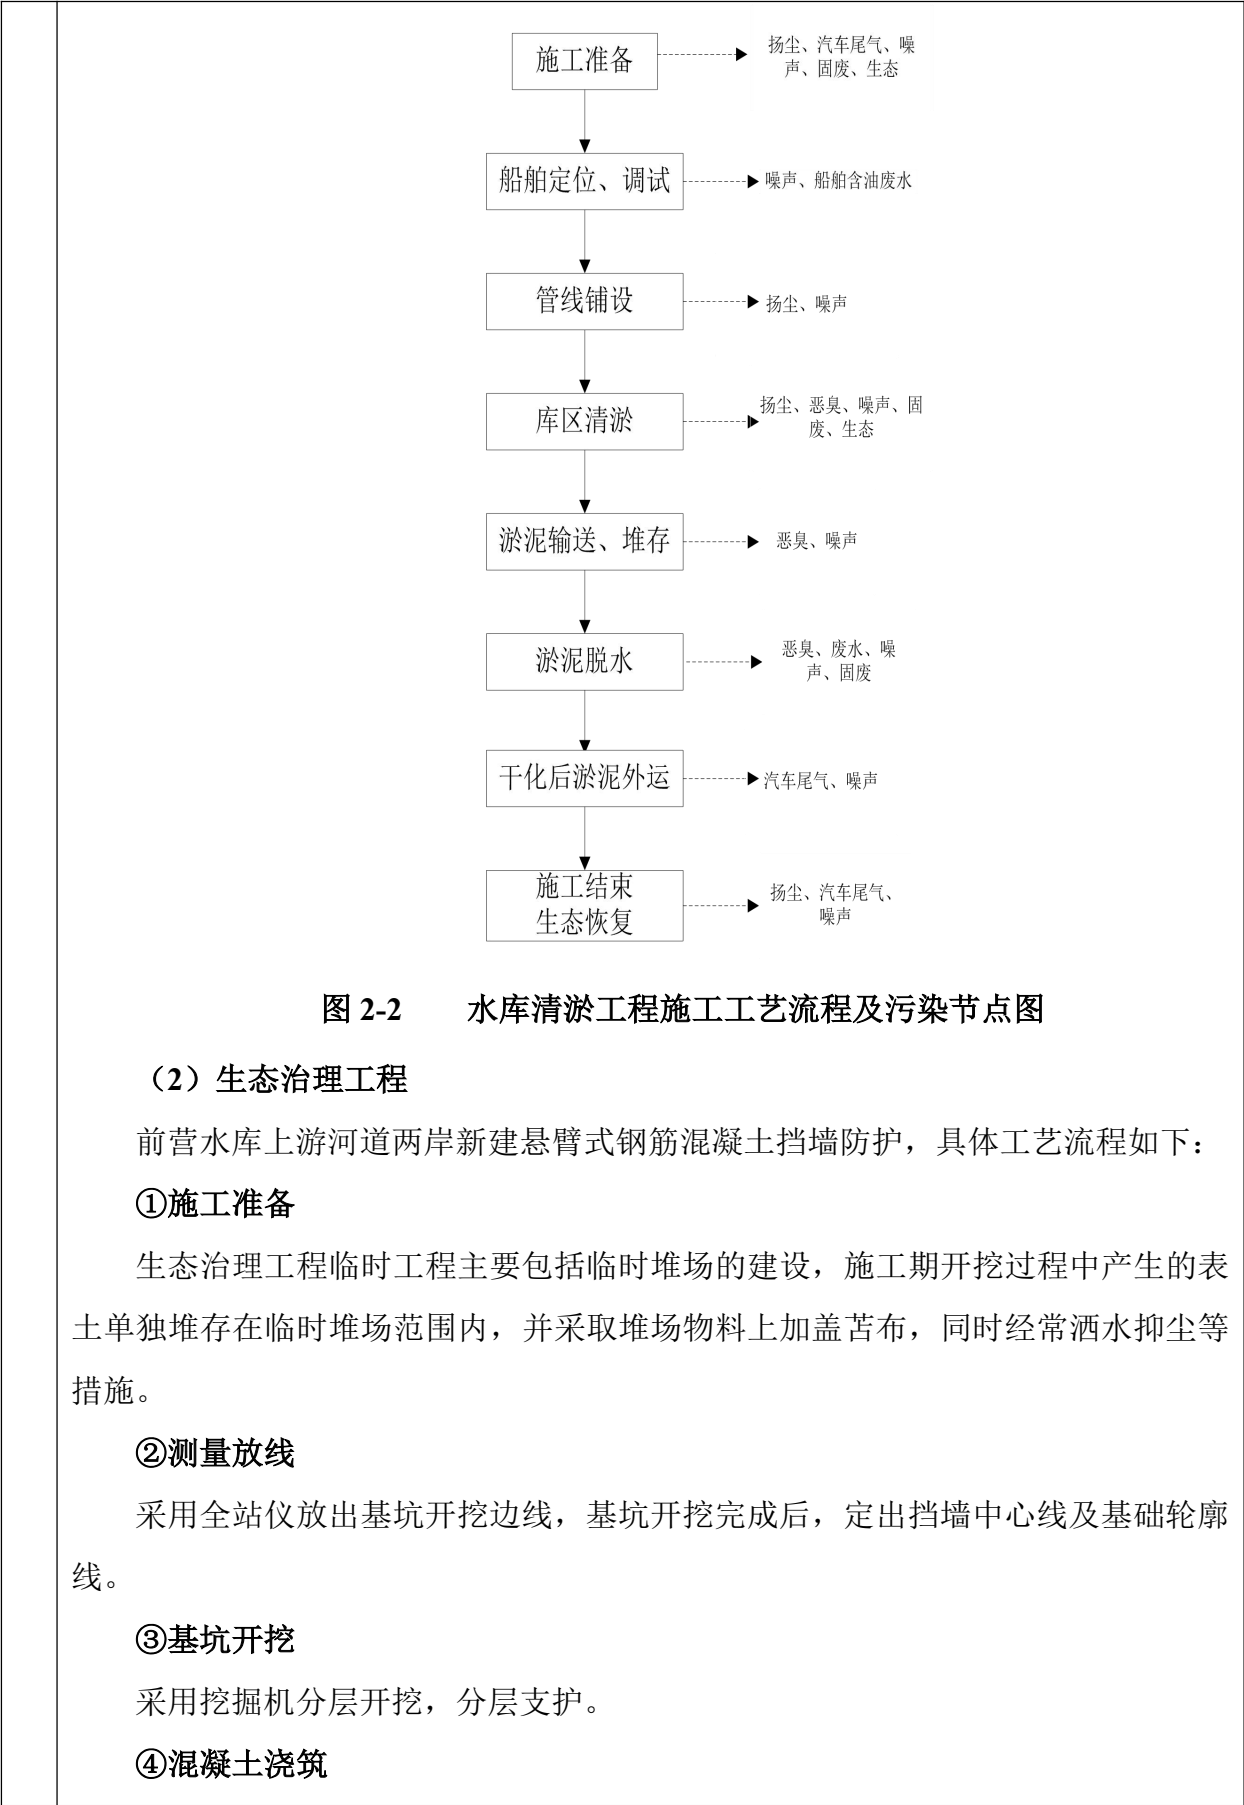 施工准备
扬尘、汽车尾气、噪
声、固废、生态
船舶定位、调试
噪声、船舶含油废水
管线铺设
扬尘、噪声
库区清淤
扬尘、恶臭、噪声、固
废、生态
淤泥输送、堆存
恶臭、噪声
淤泥脱水
恶臭、废水、噪
声、固废
干化后淤泥外运
汽车尾气、噪声
施工结束
生态恢复
扬尘、汽车尾气、
噪声
图 2-2 水库清淤工程施工工艺流程及污染节点图
（2）生态治理工程
前营水库上游河道两岸新建悬臂式钢筋混凝土挡墙防护，具体工艺流程如下：
①施工准备
生态治理工程临时工程主要包括临时堆场的建设，施工期开挖过程中产生的表
土单独堆存在临时堆场范围内，并采取堆场物料上加盖苫布，同时经常洒水抑尘等
措施。
②测量放线
采用全站仪放出基坑开挖边线，基坑开挖完成后，定出挡墙中心线及基础轮廓
线。
③基坑开挖
采用挖掘机分层开挖，分层支护。
④混凝土浇筑